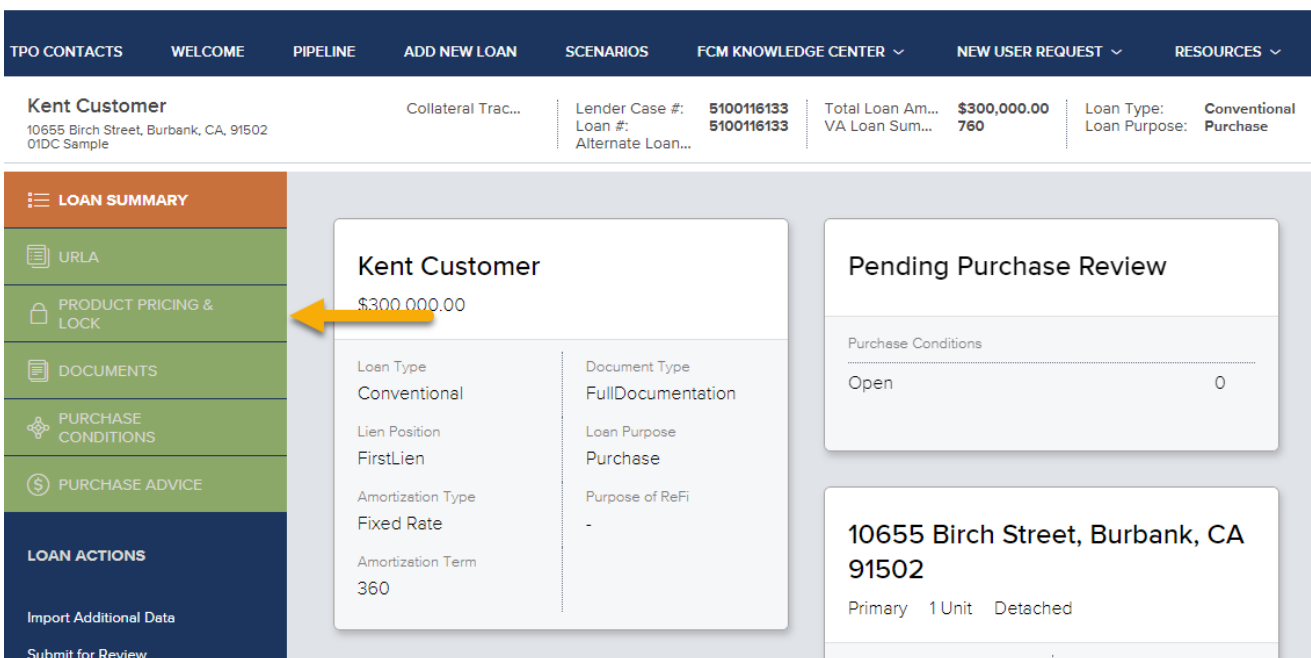 TPO CONTACTS WELCOME PIPELINE ADD NEW LOAN SCENARIOS FCM KNOWLEDGE CENTER NEW USER REQUEST RESOURCES
Kent Customer
10655 Birch Street, Burbank, CA, 91502
01DC Sample
Collateral Trac...
Lender Case #: 5100116133
Loan #: 5100116133
Alternate Loan...
Total Loan Am... $300,000.00
VA Loan Sum... 760
Loan Type: Conventional
Loan Purpose: Purchase
LOAN SUMMARY
URLA
PRODUCT PRICING &
LOCK
DOCUMENTS
PURCHASE
CONDITIONS
PURCHASE ADVICE
LOAN ACTIONS
Import Additional Data
Submit for Review
Kent Customer
$300,000.00
Loan Type
Conventional
Document Type
FullDocumentation
Lien Position
FirstLien
Loan Purpose
Purchase
Amortization Type
Fixed Rate
Purpose of ReFi
-
Amortization Term
360
Pending Purchase Review
Purchase Conditions
Open 0
10655 Birch Street, Burbank, CA
91502
Primary 1 Unit Detached